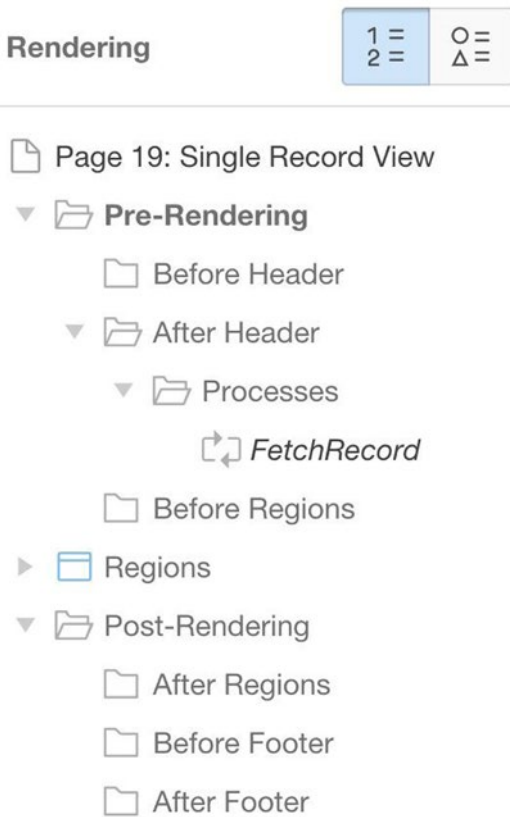 Rendering
1 =
2 =
Page 19: Single Record View
Pre-Rendering
Before Header
After Header
Processes
FetchRecord
Before Regions
Regions
Post-Rendering
After Regions
Before Footer
After Footer